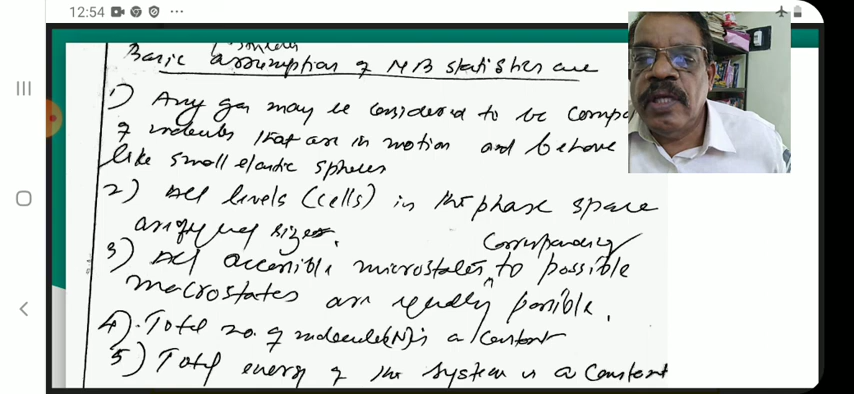 12:54
Basic assumption of MB statistics are
1) Any gas may be considered to be
of molecules that are in motion and behave
like small elastic spheres
2) All levels (cells) in the phase space
are of size
corresponding
3) All accessible microstates ^ to possible
macrostates are equally possible.
4). Total no. of molecules (N) is a constant
5) Total energy of the system is a constant